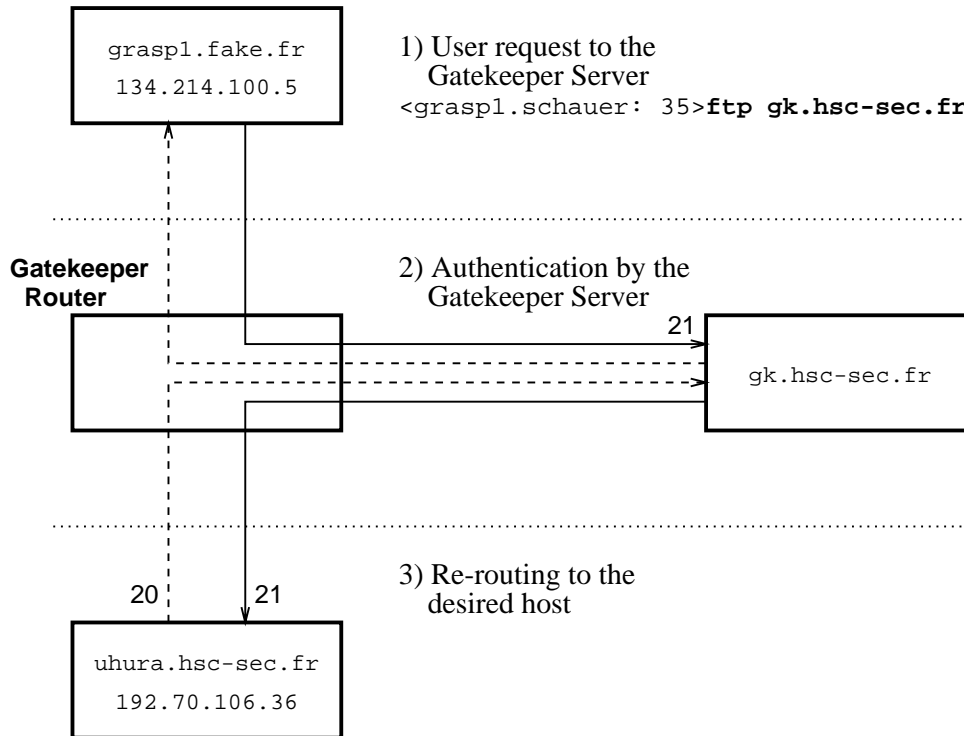 grasp1.fake.fr
134.214.100.5
1) User request to the
Gatekeeper Server
<grasp1.schauer: 35>ftp gk.hsc-sec.fr
Gatekeeper
Router
2) Authentication by the
Gatekeeper Server
21
gk.hsc-sec.fr
3) Re-routing to the
desired host
20
21
uhura.hsc-sec.fr
192.70.106.36